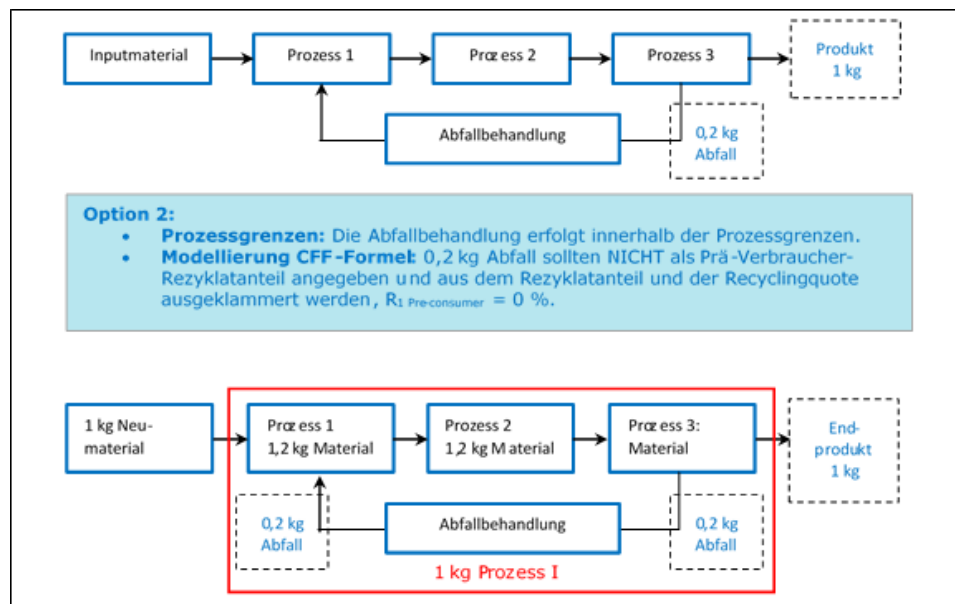 Inputmaterial
Prozess 1
Prozess 2
Prozess 3
Produkt
1 kg
Abfallbehandlung
0,2 kg
Abfall
Option 2:
• Prozessgrenzen: Die Abfallbehandlung erfolgt innerhalb der Prozessgrenzen.
• Modellierung CFF-Formel: 0,2 kg Abfall sollten NICHT als Prä-Verbraucher-
Rezyklatanteil angegeben und aus dem Rezyklatanteil und der Recyclingquote
ausgeklammert werden, R1 Pre-consumer = 0 %.
1 kg Neu-
material
Prozess 1
1,2 kg Material
Prozess 2
1,2 kg Material
Prozess 3:
Material
End-
produkt
1 kg
0,2 kg
Abfall
Abfallbehandlung
0,2 kg
Abfall
1 kg Prozess I